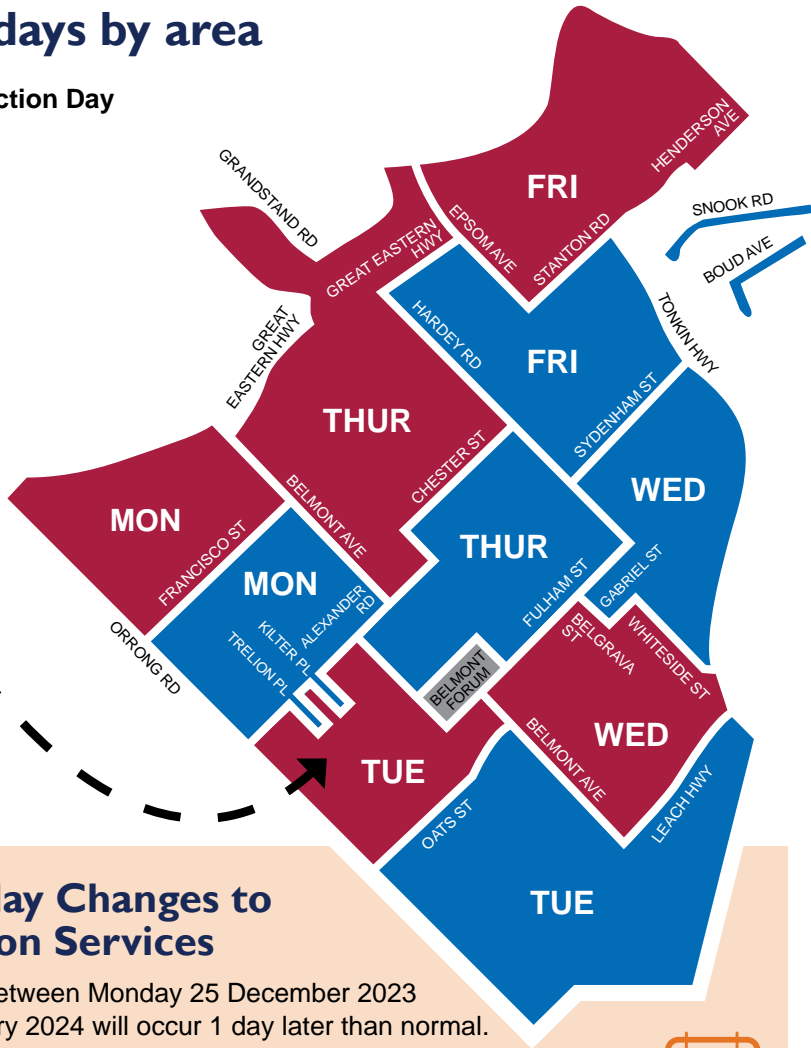 days by area
ction Day
HENDERSON
AVE
FRI
SNOOK RD
GRANDSTAND RD
EPSOM AVE
STANTON RD
BOUD AVE
GREAT EASTERN
HWY
TONKIN HWY
GREAT
EASTERN HWY
HARDEY RD
FRI
SYDENHAM ST
THUR
CHESTER ST
WED
BELMONT AVE
MON
FRANCISCO ST
THUR
MON
FULHAM ST
GABRIEL ST
ALEXANDER
RD
KILTER PL
TRELION PL
ORRONG RD
BELGRAVA
ST
WHITESIDE ST
BELMONT
FORUM
WED
BELMONT AVE
TUE
LEACH HWY
OATS ST
TUE
lay Changes to
on Services
etween Monday 25 December 2023
ry 2024 will occur 1 day later than normal.